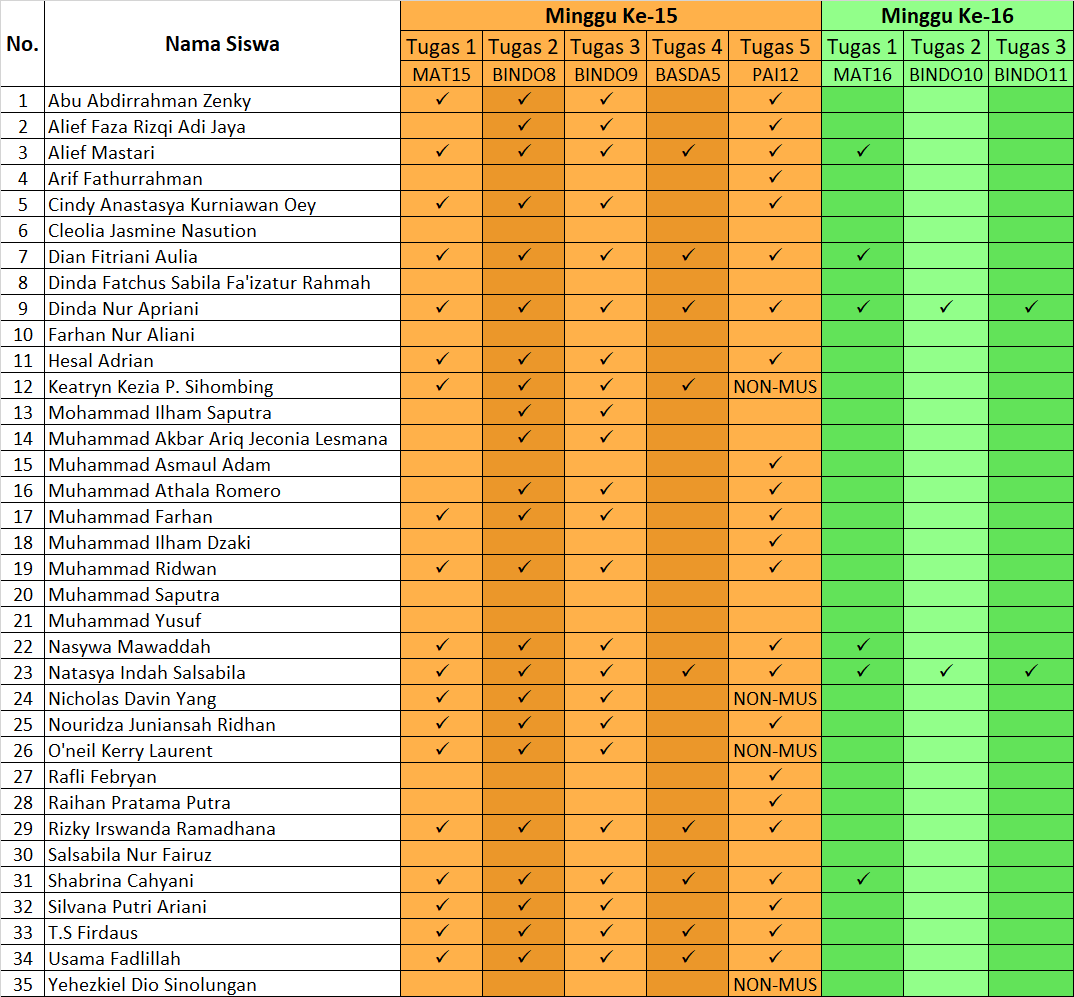 No. Nama Siswa Minggu Ke-15 Minggu Ke-16
Tugas 1 Tugas 2 Tugas 3 Tugas 4 Tugas 5 Tugas 1 Tugas 2 Tugas 3
MAT15 BINDO8 BINDO9 BASDA5 PAI12 MAT16 BINDO10 BINDO11
1 Abu Abdirrahman Zenky ✓ ✓ ✓ ✓
2 Alief Faza Rizqi Adi Jaya ✓ ✓ ✓
3 Alief Mastari ✓ ✓ ✓ ✓ ✓ ✓
4 Arif Fathurrahman ✓
5 Cindy Anastasya Kurniawan Oey ✓ ✓ ✓ ✓
6 Cleolia Jasmine Nasution
7 Dian Fitriani Aulia ✓ ✓ ✓ ✓ ✓ ✓
8 Dinda Fatchus Sabila Fa'izatur Rahmah
9 Dinda Nur Apriani ✓ ✓ ✓ ✓ ✓ ✓ ✓ ✓
10 Farhan Nur Aliani
11 Hesal Adrian ✓ ✓ ✓ ✓
12 Keatryn Kezia P. Sihombing ✓ ✓ ✓ ✓ NON-MUS
13 Mohammad Ilham Saputra ✓ ✓
14 Muhammad Akbar Ariq Jeconia Lesmana ✓ ✓
15 Muhammad Asmaul Adam ✓
16 Muhammad Athala Romero ✓ ✓ ✓
17 Muhammad Farhan ✓ ✓ ✓ ✓
18 Muhammad Ilham Dzaki ✓
19 Muhammad Ridwan ✓ ✓ ✓ ✓
20 Muhammad Saputra
21 Muhammad Yusuf
22 Nasywa Mawaddah ✓ ✓ ✓ ✓ ✓
23 Natasya Indah Salsabila ✓ ✓ ✓ ✓ ✓ ✓ ✓ ✓
24 Nicholas Davin Yang ✓ ✓ ✓ NON-MUS
25 Nouridza Juniansah Ridhan ✓ ✓ ✓ ✓
26 O'neil Kerry Laurent ✓ ✓ ✓ NON-MUS
27 Rafli Febryan ✓
28 Raihan Pratama Putra ✓
29 Rizky Irswanda Ramadhana ✓ ✓ ✓ ✓ ✓
30 Salsabila Nur Fairuz
31 Shabrina Cahyani ✓ ✓ ✓ ✓ ✓ ✓
32 Silvana Putri Ariani ✓ ✓ ✓ ✓
33 T.S Firdaus ✓ ✓ ✓ ✓ ✓
34 Usama Fadlillah ✓ ✓ ✓ ✓ ✓
35 Yehezkiel Dio Sinolungan NON-MUS